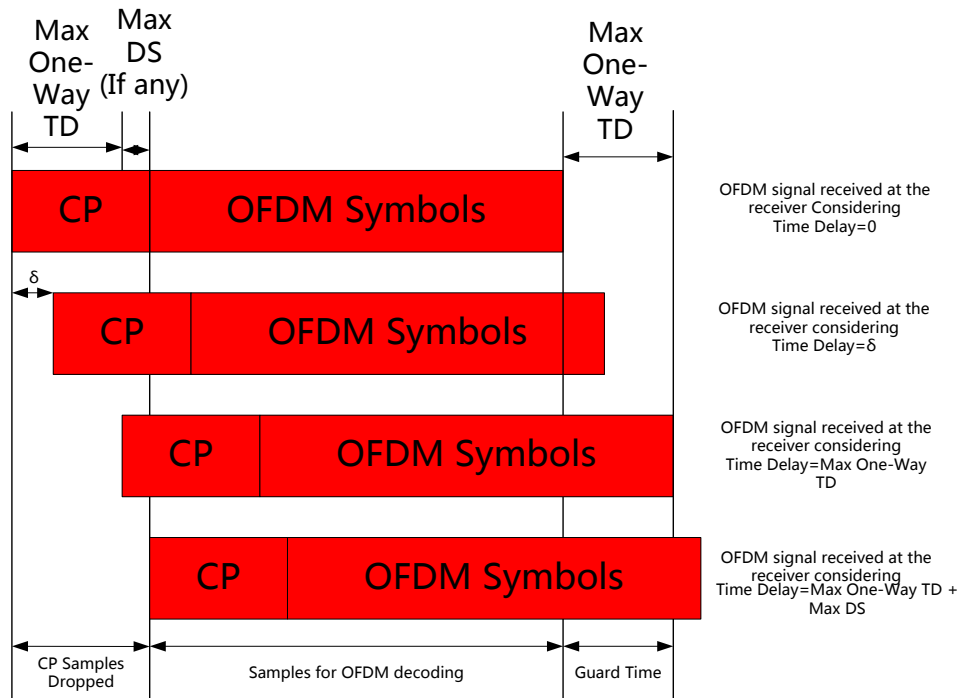 Max
One-
Way
TD
Max
DS
(If any)
Max
One-
Way
TD
CP
OFDM Symbols
OFDM signal received at the
receiver Considering
Time Delay=0
δ
CP
OFDM Symbols
OFDM signal received at the
receiver considering
Time Delay=δ
CP
OFDM Symbols
OFDM signal received at the
receiver considering
Time Delay=Max One-Way
TD
CP
OFDM Symbols
OFDM signal received at the
receiver considering
Time Delay=Max One-Way TD +
Max DS
CP Samples
Dropped
Samples for OFDM decoding
Guard Time